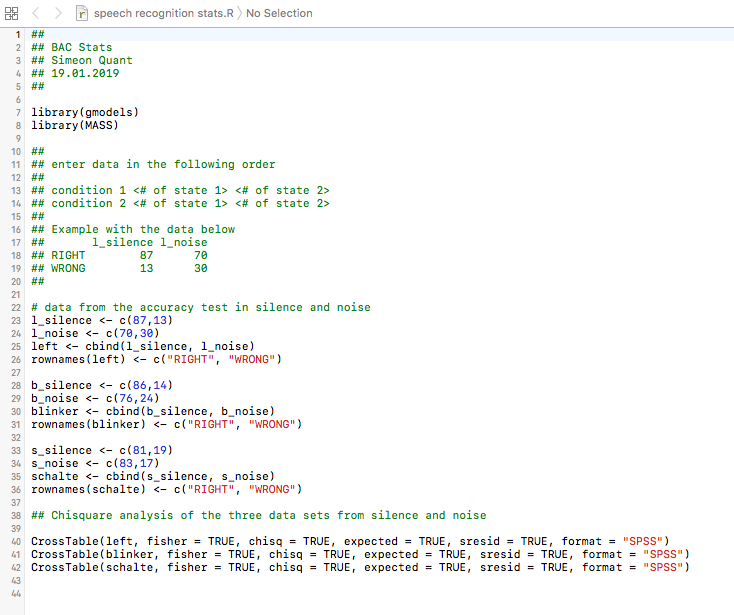 speech recognition stats.R 〉 No Selection
1 ##
2 ## BAC Stats
3 ## Simeon Quant
4 ## 19.01.2019
5 ##
6
7 library(gmodels)
8 library(MASS)
9
10 ##
11 ## enter data in the following order
12 ##
13 ## condition 1 <# of state 1> <# of state 2>
14 ## condition 2 <# of state 1> <# of state 2>
15 ##
16 ## Example with the data below
17 ##       l_silence l_noise
18 ## RIGHT        87      70
19 ## WRONG        13      30
20 ##
21
22 # data from the accuracy test in silence and noise
23 l_silence <- c(87,13)
24 l_noise <- c(70,30)
25 left <- cbind(l_silence, l_noise)
26 rownames(left) <- c("RIGHT", "WRONG")
27
28 b_silence <- c(86,14)
29 b_noise <- c(76,24)
30 blinker <- cbind(b_silence, b_noise)
31 rownames(blinker) <- c("RIGHT", "WRONG")
32
33 s_silence <- c(81,19)
34 s_noise <- c(83,17)
35 schalte <- cbind(s_silence, s_noise)
36 rownames(schalte) <- c("RIGHT", "WRONG")
37
38 ## Chisquare analysis of the three data sets from silence and noise
39
40 CrossTable(left, fisher = TRUE, chisq = TRUE, expected = TRUE, sresid = TRUE, format = "SPSS")
41 CrossTable(blinker, fisher = TRUE, chisq = TRUE, expected = TRUE, sresid = TRUE, format = "SPSS")
42 CrossTable(schalte, fisher = TRUE, chisq = TRUE, expected = TRUE, sresid = TRUE, format = "SPSS")
43
44